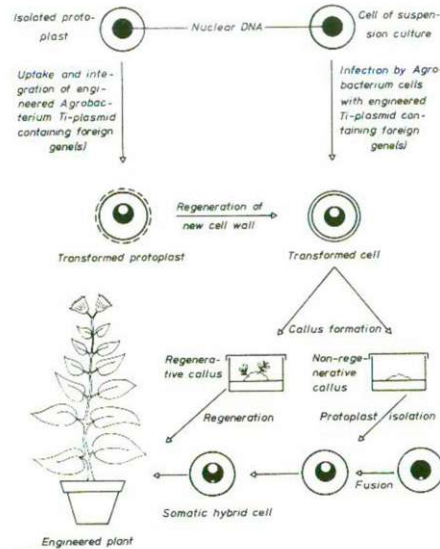 Isolated proto-
plast
Nuclear DNA
Cell of suspen-
sion culture
Uptake and inte-
gration of engi-
neered Agrobac-
terium Ti-plasmid
containing foreign
gene(s)
Infection by Agro-
bacterium cells
with engineered
Ti-plasmid con-
taining foreign
gene(s)
Regeneration of
new cell wall
Transformed protoplast
Transformed cell
Callus formation
Regenera-
tive callus
Non-rege-
nerative
callus
Regeneration
Protoplast isolation
Fusion
Somatic hybrid cell
Engineered plant